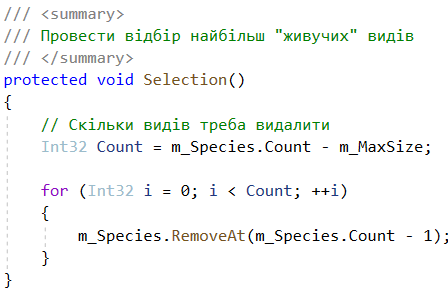 /// <summary>
/// Провести відбір найбільш "живучих" видів
/// </summary>
protected void Selection()
{
    // Скільки видів треба видалити
    Int32 Count = m_Species.Count - m_MaxSize;
    for (Int32 i = 0; i < Count; ++i)
    {
        m_Species.RemoveAt(m_Species.Count - 1);
    }
}